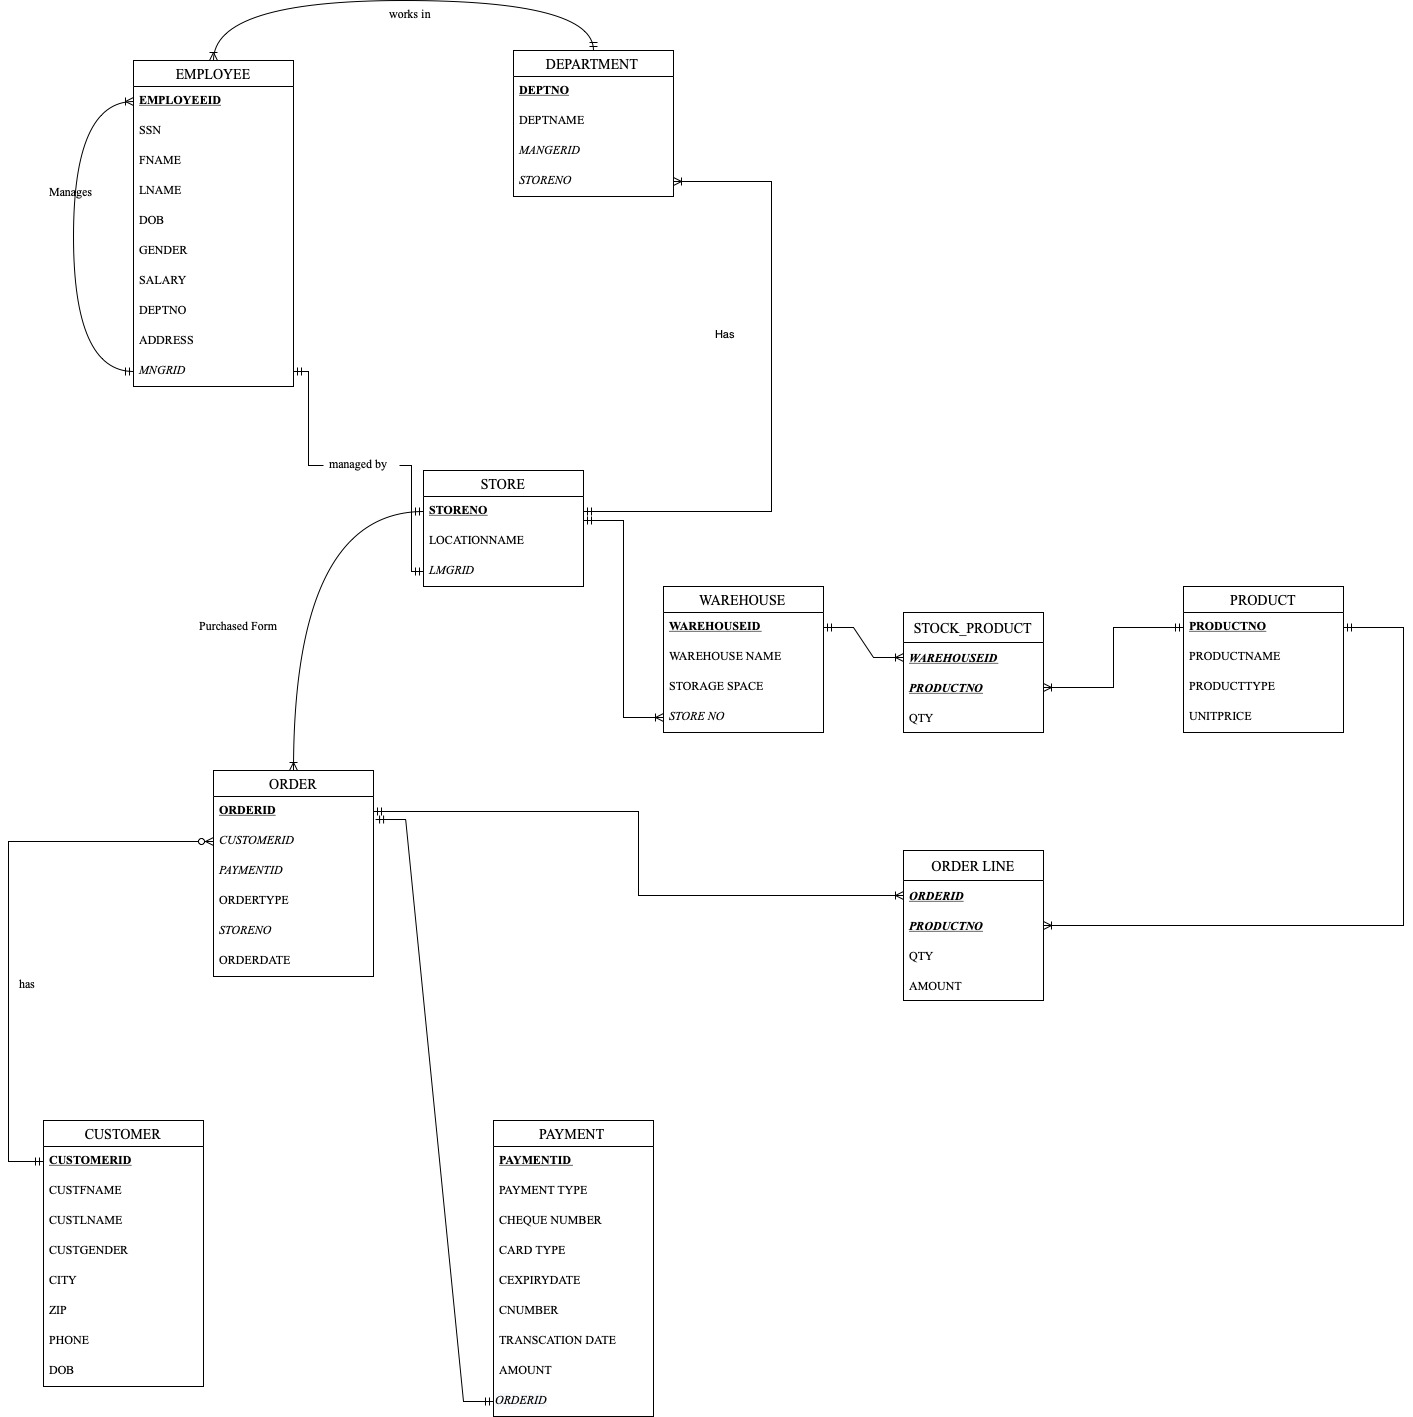 works in
EMPLOYEE
EMPLOYEEID
SSN
FNAME
LNAME
DOB
GENDER
SALARY
DEPTNO
ADDRESS
MNGRID
Manages
DEPARTMENT
DEPTNO
DEPTNAME
MANGERID
STORENO
Has
managed by
STORE
STORENO
LOCATIONNAME
LMGRID
Purchased Form
WAREHOUSE
WAREHOUSEID
WAREHOUSE NAME
STORAGE SPACE
STORE NO
STOCK_PRODUCT
WAREHOUSEID
PRODUCTNO
QTY
PRODUCT
PRODUCTNO
PRODUCTNAME
PRODUCTTYPE
UNITPRICE
ORDER
ORDERID
CUSTOMERID
PAYMENTID
ORDERTYPE
STORENO
ORDERDATE
ORDER LINE
ORDERID
PRODUCTNO
QTY
AMOUNT
has
CUSTOMER
CUSTOMERID
CUSTFNAME
CUSTLNAME
CUSTGENDER
CITY
ZIP
PHONE
DOB
PAYMENT
PAYMENTID
PAYMENT TYPE
CHEQUE NUMBER
CARD TYPE
CEXPIRYDATE
CNUMBER
TRANSCATION DATE
AMOUNT
ORDERID